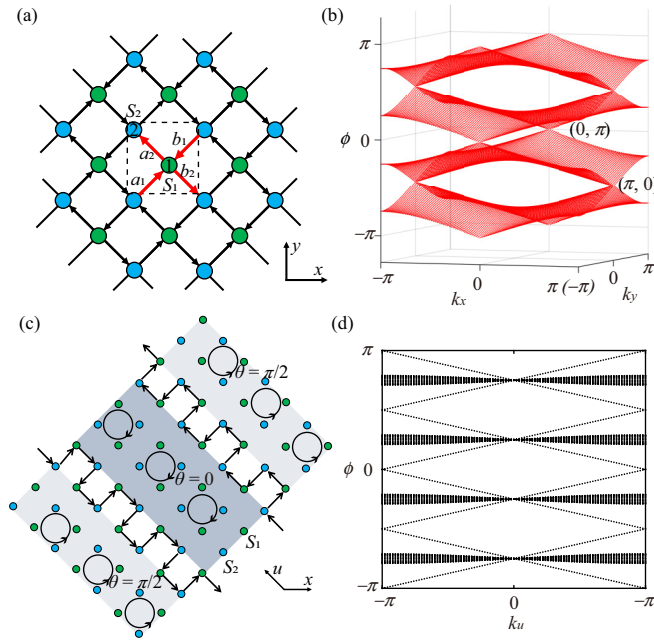 (a)
S₂
2
b₁
a₂
1
b₂
a₁
S₁
y
x
(b)
π
ϕ
0
−π
(0, π)
(π, 0)
−π
0
π (−π)
0
π
kx
ky
(c)
θ = π/2
θ = 0
S₁
S₂
θ = π/2
u
x
(d)
π
ϕ
0
−π
−π
0
π
ku